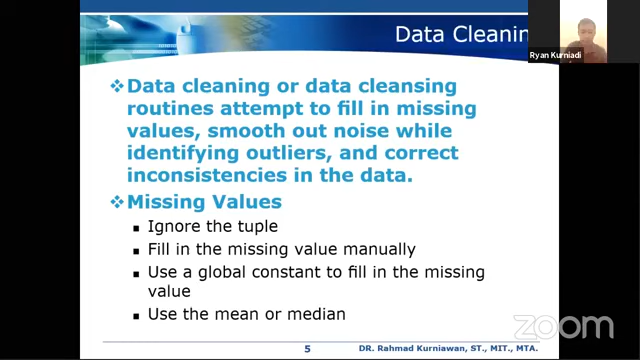 Data Cleanin
Ryan Kurniadi
Data cleaning or data cleansing
routines attempt to fill in missing
values, smooth out noise while
identifying outliers, and correct
inconsistencies in the data.
Missing Values
Ignore the tuple
Fill in the missing value manually
Use a global constant to fill in the missing
value
Use the mean or median
zoom
5
DR. Rahmad Kurniawan, ST., MIT., MTA.